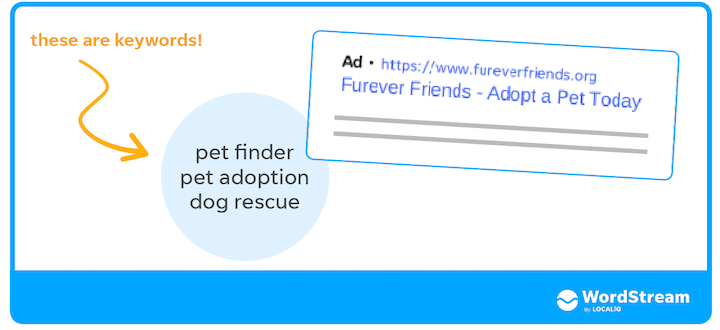 these are keywords!
Ad • https://www.fureverfriends.org
Furever Friends - Adopt a Pet Today
pet finder
pet adoption
dog rescue
WordStream
By LOCALiQ